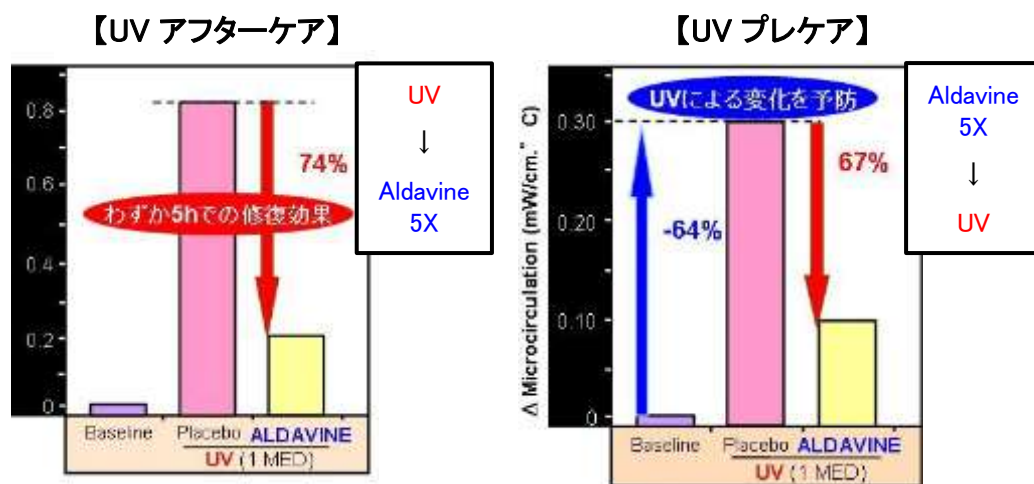 【UV アフターケア】
0.8
0.6
0.4
0.2
0
74%
わずか5hでの修復効果
Baseline
Placebo
ALDAVINE
UV (1 MED)
UV
↓
Aldavine
5X
【UV プレケア】
Δ Microcirculation (mW/cm.° C)
0.30
0.20
0.10
0
UVによる変化を予防
-64%
67%
Baseline
Placebo
ALDAVINE
UV (1 MED)
Aldavine
5X
↓
UV